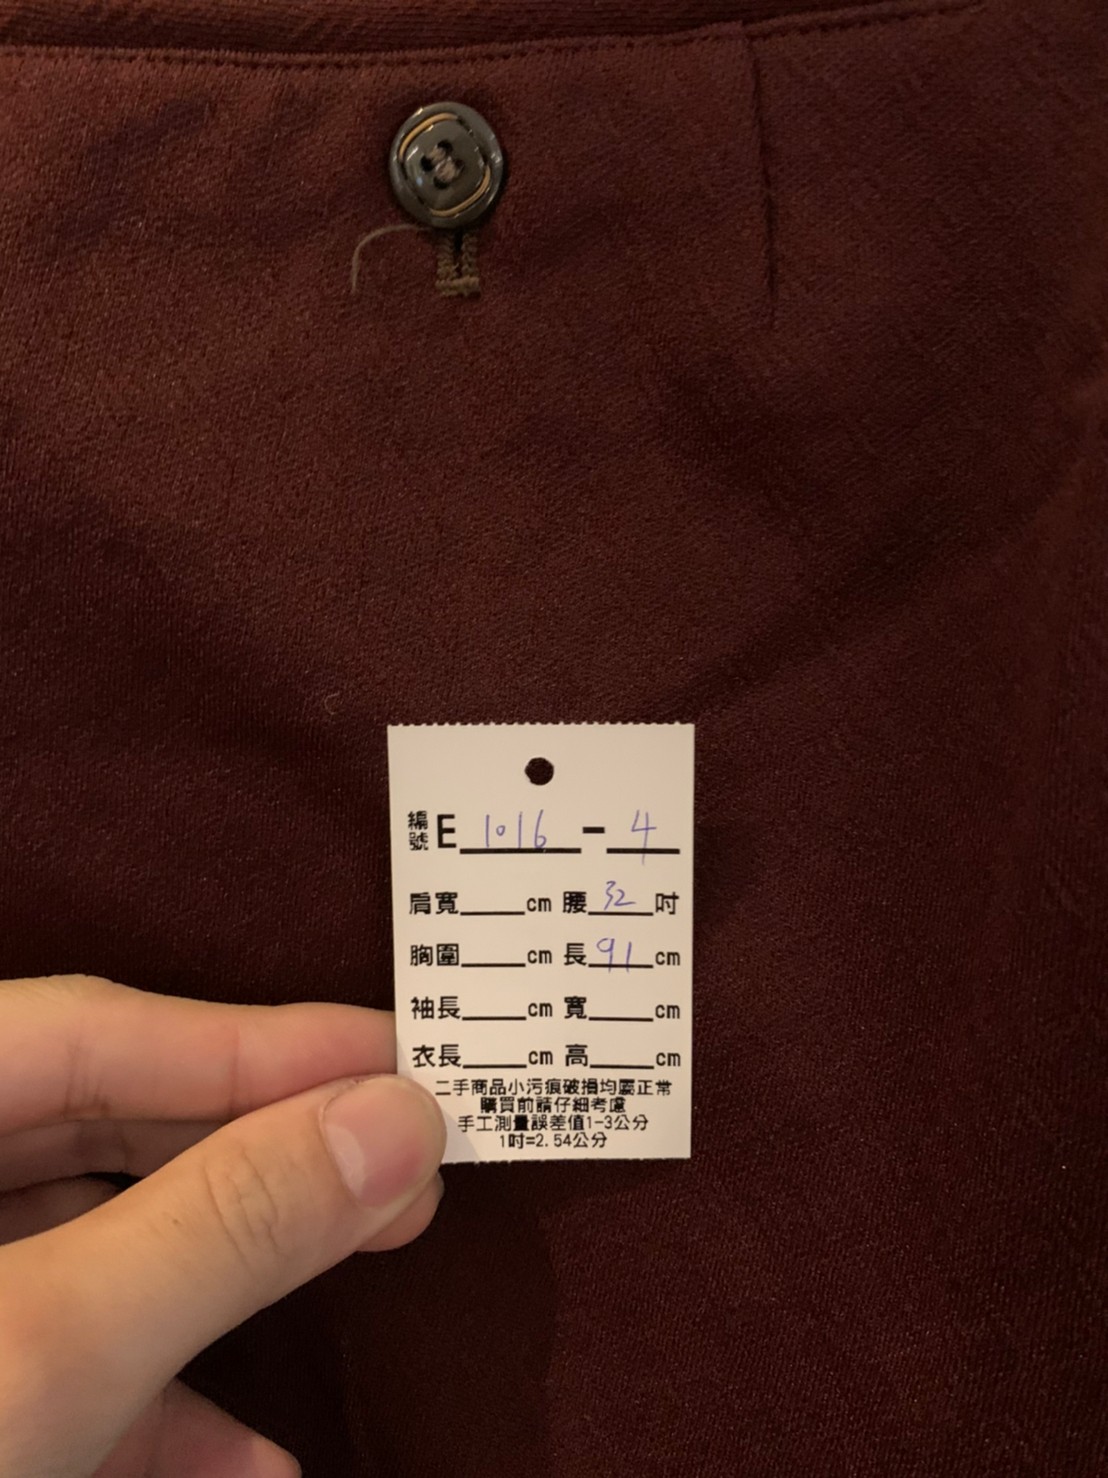 編號 E 1016 - 4
肩寬____cm 腰 32 吋
胸圍____cm 長 91 cm
袖長____cm 寬____cm
衣長____cm 高____cm
二手商品小污痕破損均屬正常
購買前請仔細考慮
手工測量誤差值1-3公分
1吋=2.54公分